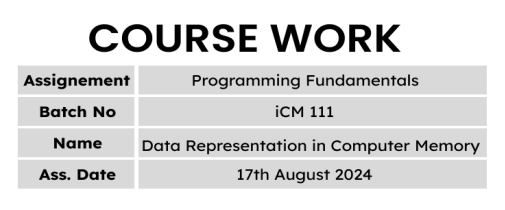 COURSE WORK
Assignement Programming Fundamentals
Batch No iCM 111
Name Data Representation in Computer Memory
Ass. Date 17th August 2024